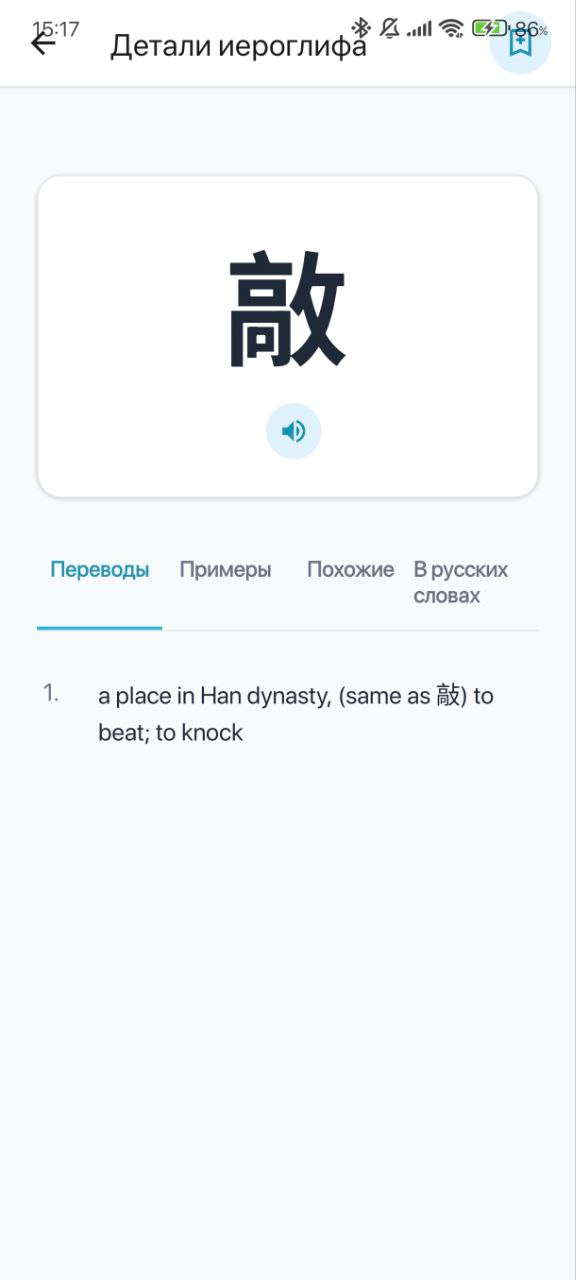 15:17
86%
Детали иероглифа
敲
Переводы
Примеры
Похожие
В русских
словах
1.
a place in Han dynasty, (same as 敲) to
beat; to knock